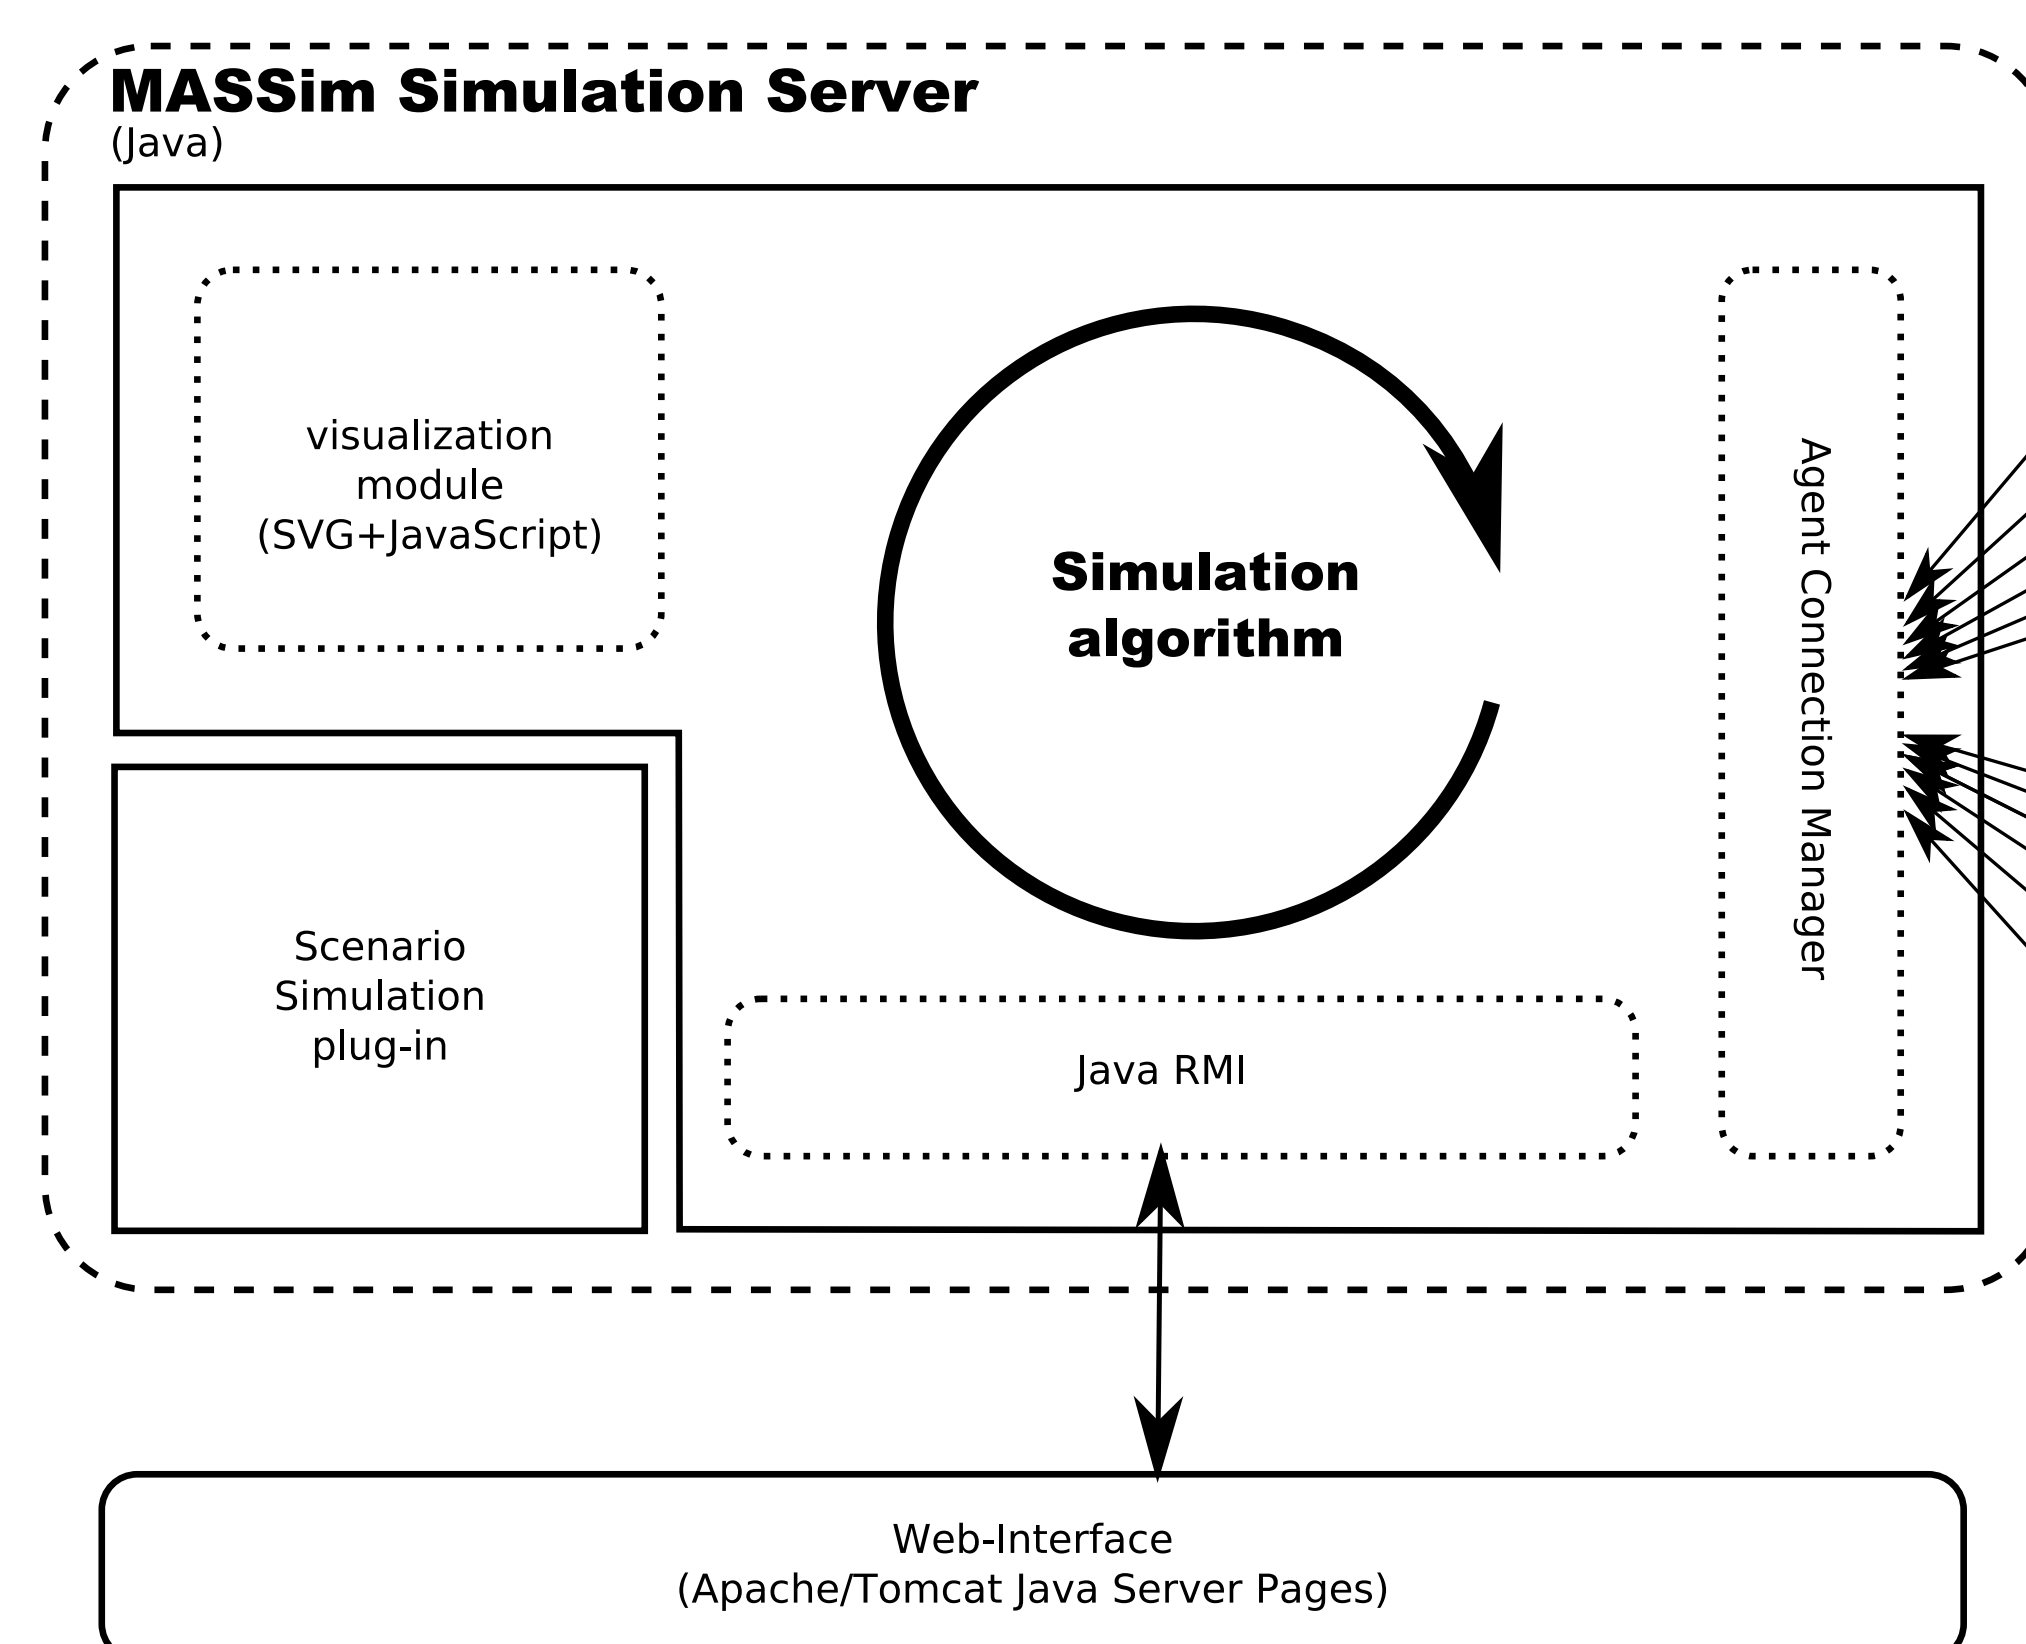 MASSim Simulation Server
(Java)
visualization
module
(SVG+JavaScript)
Simulation
algorithm
Agent Connection Manager
Scenario
Simulation
plug-in
Java RMI
Web-Interface
(Apache/Tomcat Java Server Pages)